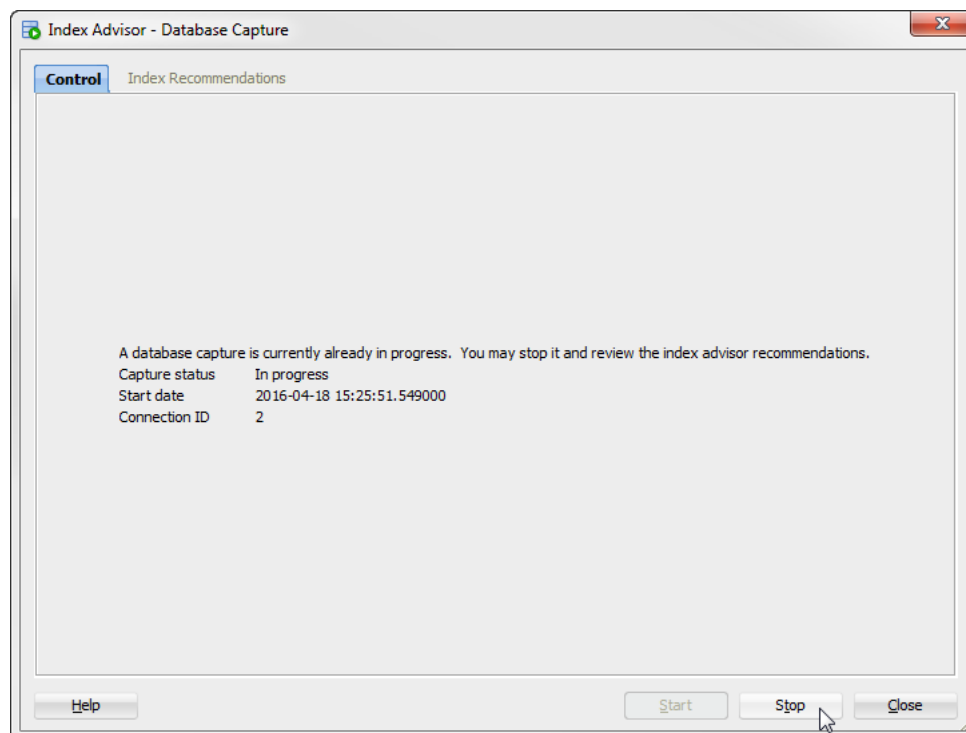 Index Advisor - Database Capture
Control Index Recommendations
A database capture is currently already in progress. You may stop it and review the index advisor recommendations.
Capture status In progress
Start date 2016-04-18 15:25:51.549000
Connection ID 2
Help Start Stop Close